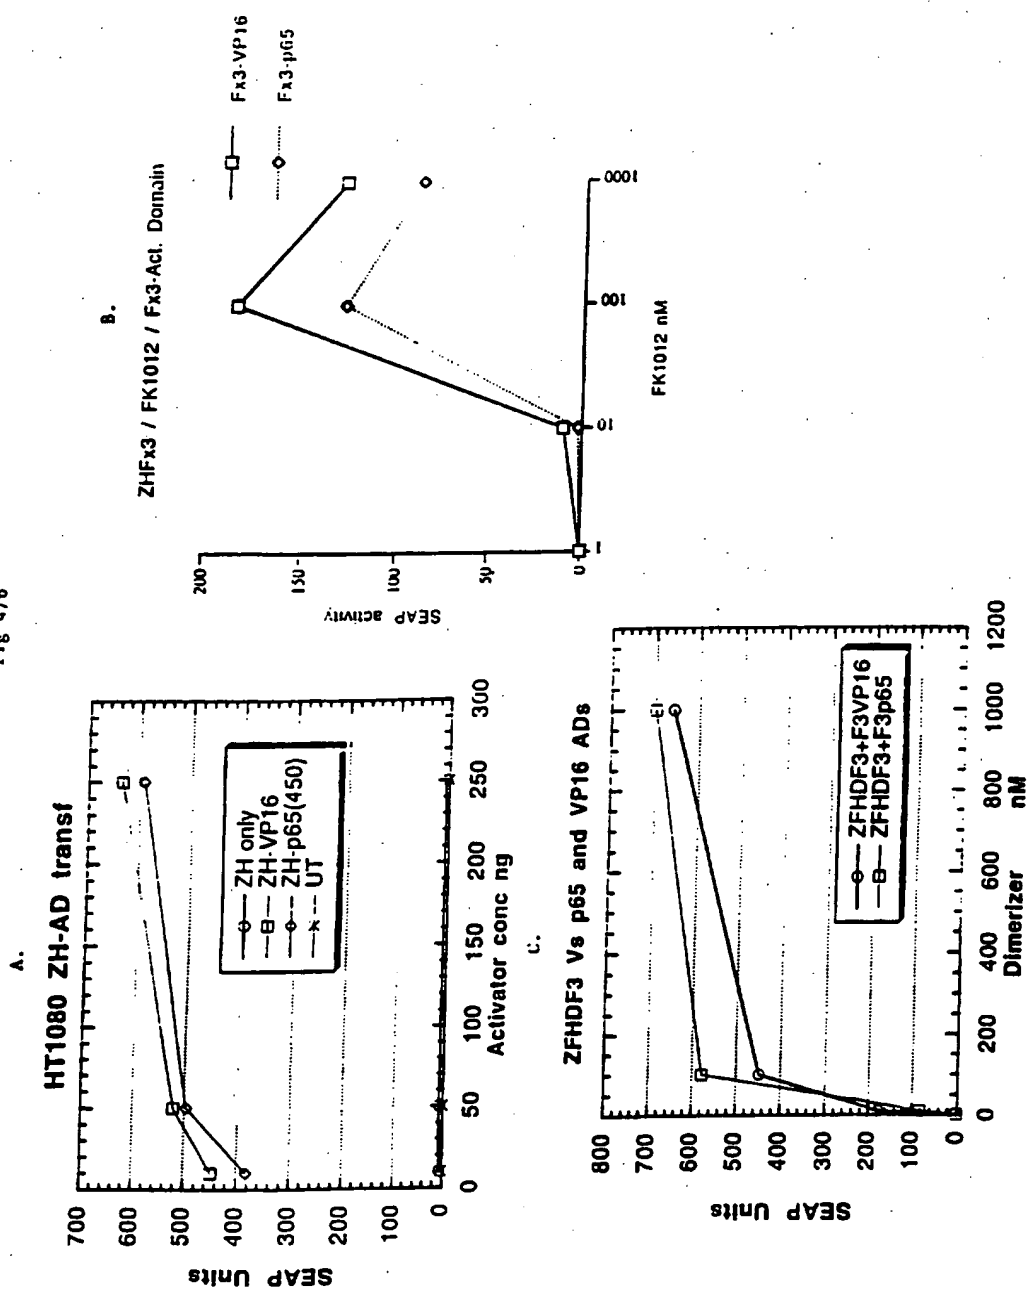 A.
HT1080 ZH-AD transf
SEAP Units
700
600
500
400
300
200
100
0
0
50
100
150
200
250
300
Activator conc ng
ZH only
ZH-VP16
ZH-p65(450)
UT
B.
ZHFx3 / FK1012 / Fx3-Act. Domain
SEAP activity
200
150
100
50
0
1
10
100
1000
FK1012 nM
Fx3-VP16
Fx3-p65
C.
ZFHDF3 Vs p65 and VP16 ADs
SEAP Units
800
700
600
500
400
300
200
100
0
0
200
400
600
800
1000
1200
Dimerizer nM
ZFHDF3+F3VP16
ZFHDF3+F3p65